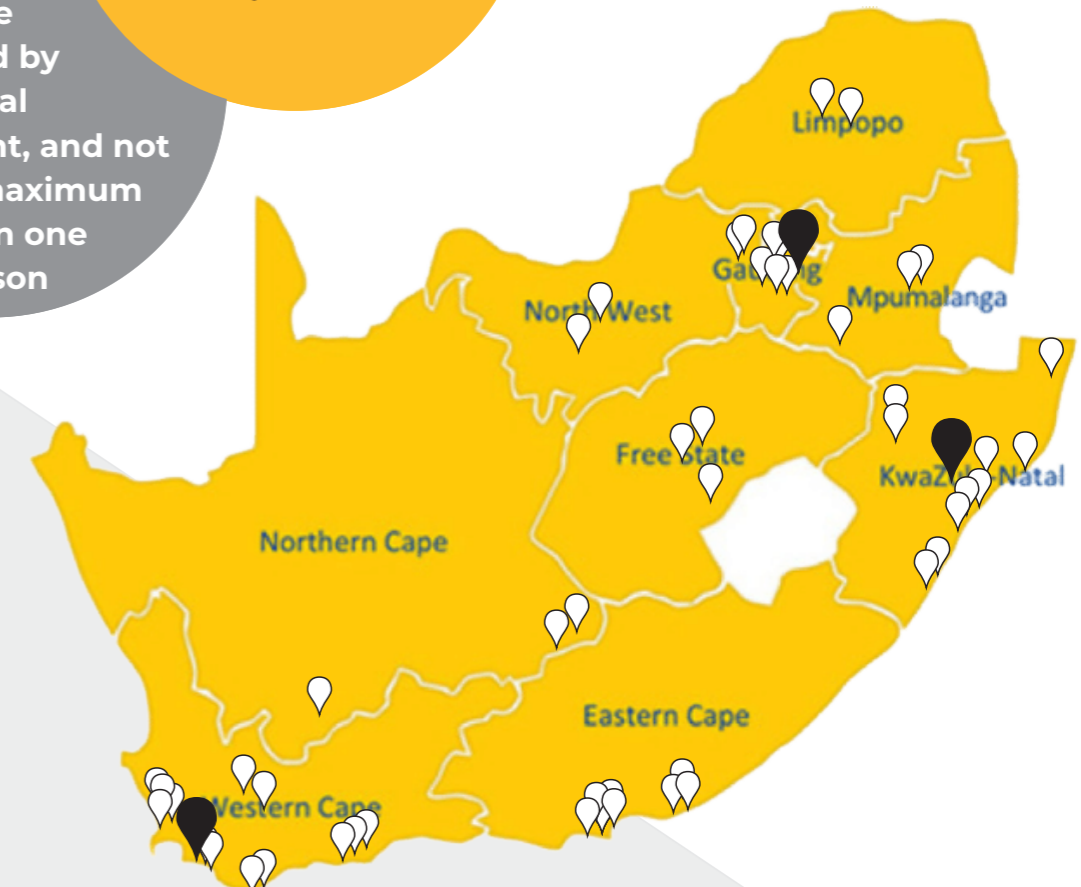 e
d by
al
nt, and not
maximum
n one
son
Limpopo
Gauteng
North West
Mpumalanga
Free State
KwaZulu-Natal
Northern Cape
Eastern Cape
Western Cape